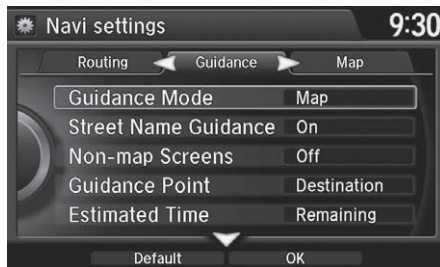 Navi settings 9:30
Routing Guidance Map
Guidance Mode Map
Street Name Guidance On
Non-map Screens Off
Guidance Point Destination
Estimated Time Remaining
Default OK